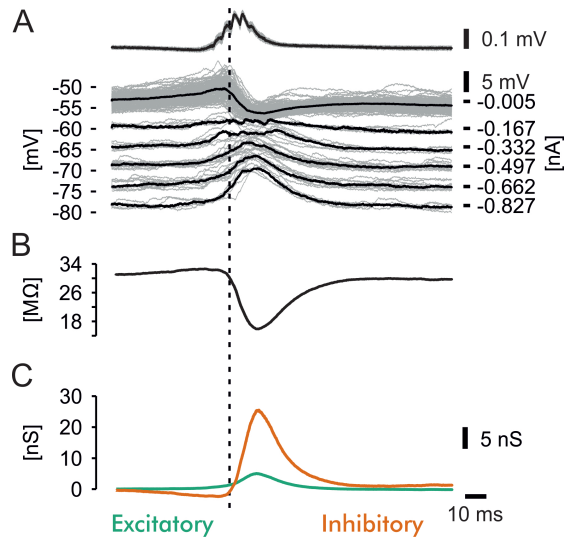 A
0.1 mV
5 mV
-50
-55
-60
-65
-70
-75
-80
[mV]
-0.005
-0.167
-0.332
-0.497
-0.662
-0.827
[nA]
B
34
26
18
[MΩ]
C
30
20
10
0
[nS]
5 nS
10 ms
Excitatory
Inhibitory